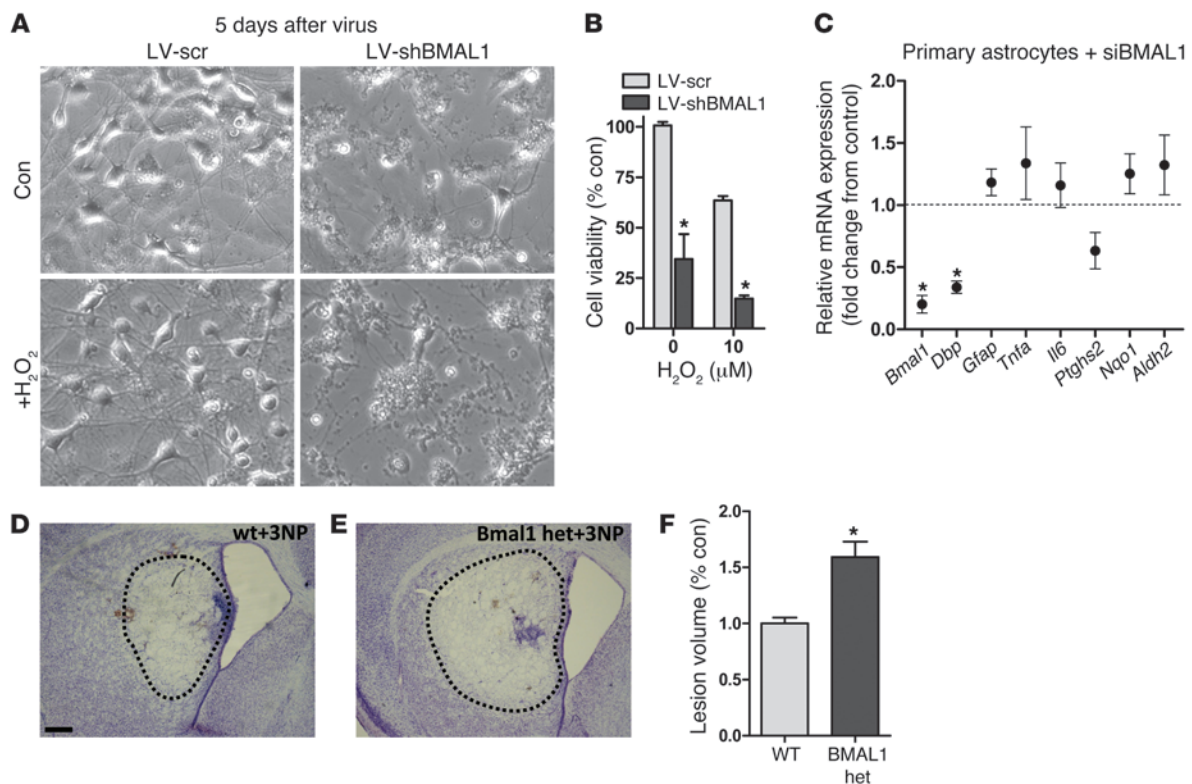 A
5 days after virus
LV-scr
LV-shBMAL1
Con
+H₂O₂
B
LV-scr
LV-shBMAL1
Cell viability (% con)
100
75
50
25
0
*
*
0
10
H₂O₂ (μM)
C
Primary astrocytes + siBMAL1
Relative mRNA expression
(fold change from control)
2.0
1.5
1.0
0.5
0.0
*
*
Bmal1
Dbp
Gfap
Tnfa
Il6
Ptghs2
Nqo1
Aldh2
D
wt+3NP
E
Bmal1 het+3NP
F
Lesion volume (% con)
2.0
1.5
1.0
0.5
0.0
*
WT
BMAL1
het